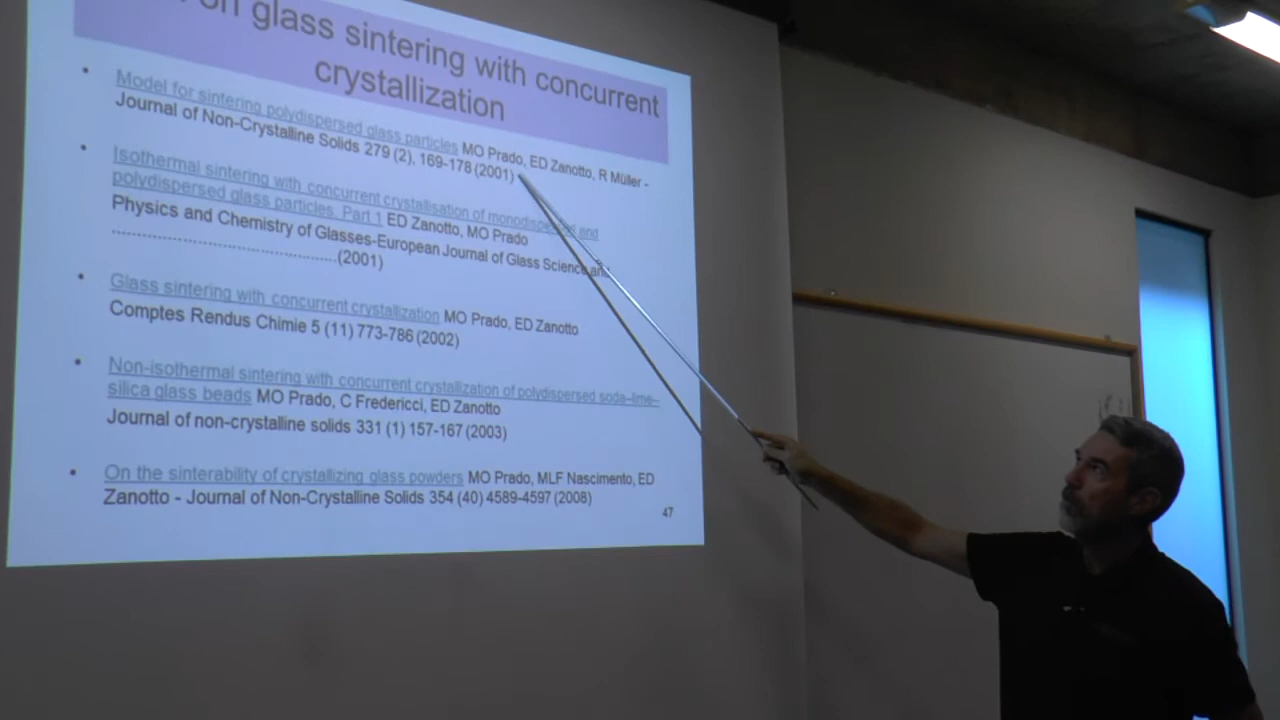 on glass sintering with concurrent
crystallization
• Model for sintering polydispersed glass particles MO Prado, ED Zanotto, R Müller -
Journal of Non-Crystalline Solids 279 (2), 169-178 (2001)
• Isothermal sintering with concurrent crystallisation of monodispersed and
polydispersed glass particles. Part 1 ED Zanotto, MO Prado
Physics and Chemistry of Glasses-European Journal of Glass Science an
............................................(2001)
• Glass sintering with concurrent crystallization MO Prado, ED Zanotto
Comptes Rendus Chimie 5 (11) 773-786 (2002)
• Non-isothermal sintering with concurrent crystallization of polydispersed soda–lime–
silica glass beads MO Prado, C Fredericci, ED Zanotto
Journal of non-crystalline solids 331 (1) 157-167 (2003)
• On the sinterability of crystallizing glass powders MO Prado, MLF Nascimento, ED
Zanotto - Journal of Non-Crystalline Solids 354 (40) 4589-4597 (2008)
47